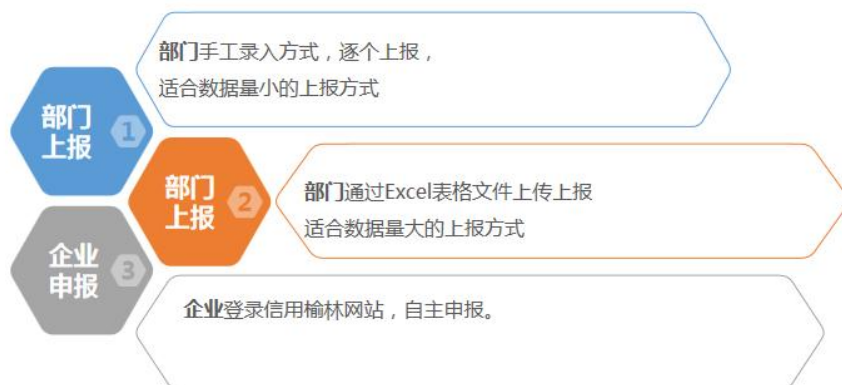 部门手工录入方式，逐个上报，
适合数据量小的上报方式
部门
上报
1
部门
上报
2
部门通过Excel表格文件上传上报
适合数据量大的上报方式
企业
申报
3
企业登录信用榆林网站，自主申报。